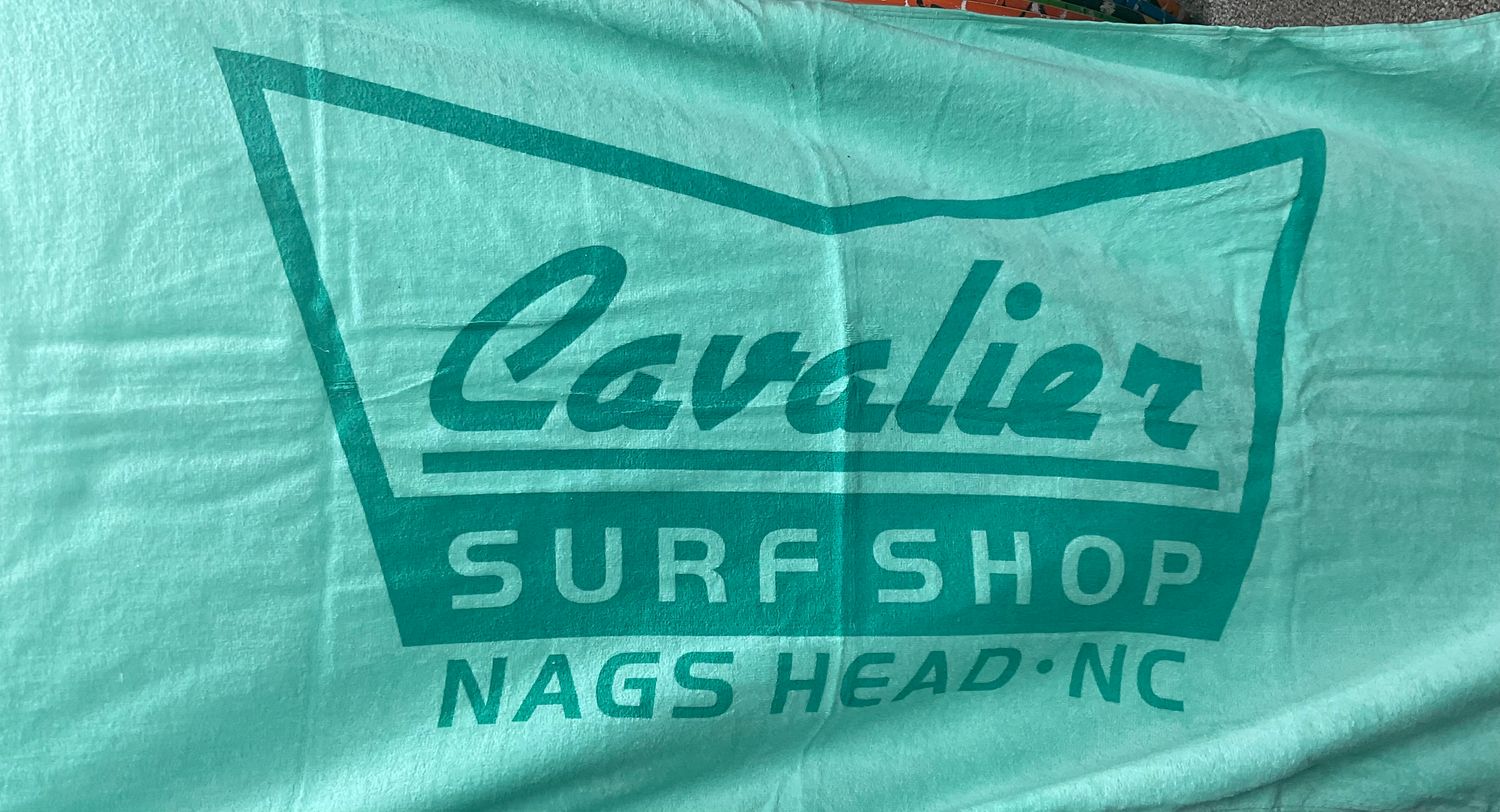 Cavalier
SURF SHOP
NAGS HEAD · NC